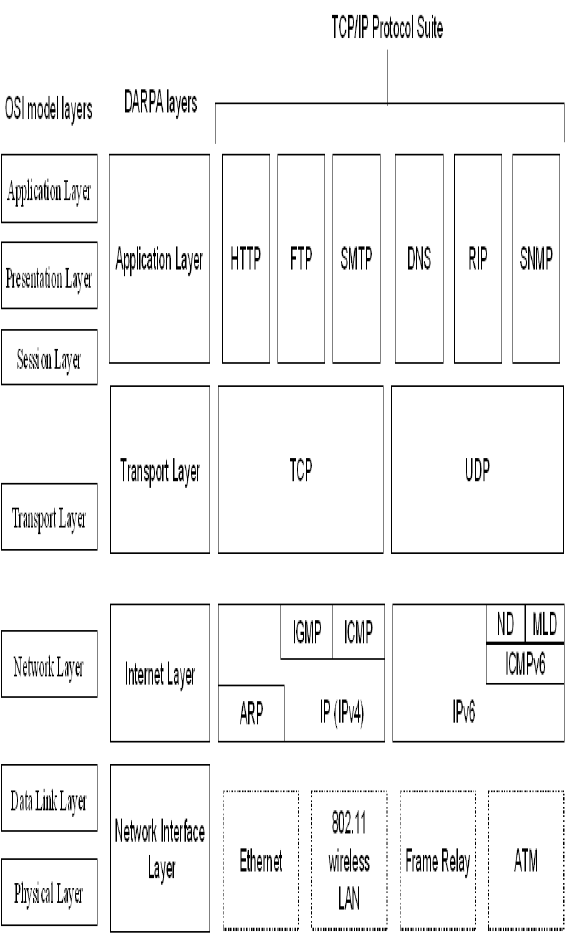 TCP/IP Protocol Suite
OSI model layers
DARPA layers
Application Layer
Presentation Layer
Session Layer
Application Layer
HTTP
FTP
SMTP
DNS
RIP
SNMP
Transport Layer
Transport Layer
TCP
UDP
Network Layer
Internet Layer
IGMP
ICMP
ARP
IP (IPv4)
ND
MLD
ICMPv6
IPv6
Data Link Layer
Physical Layer
Network Interface
Layer
Ethernet
802.11
wireless
LAN
Frame Relay
ATM